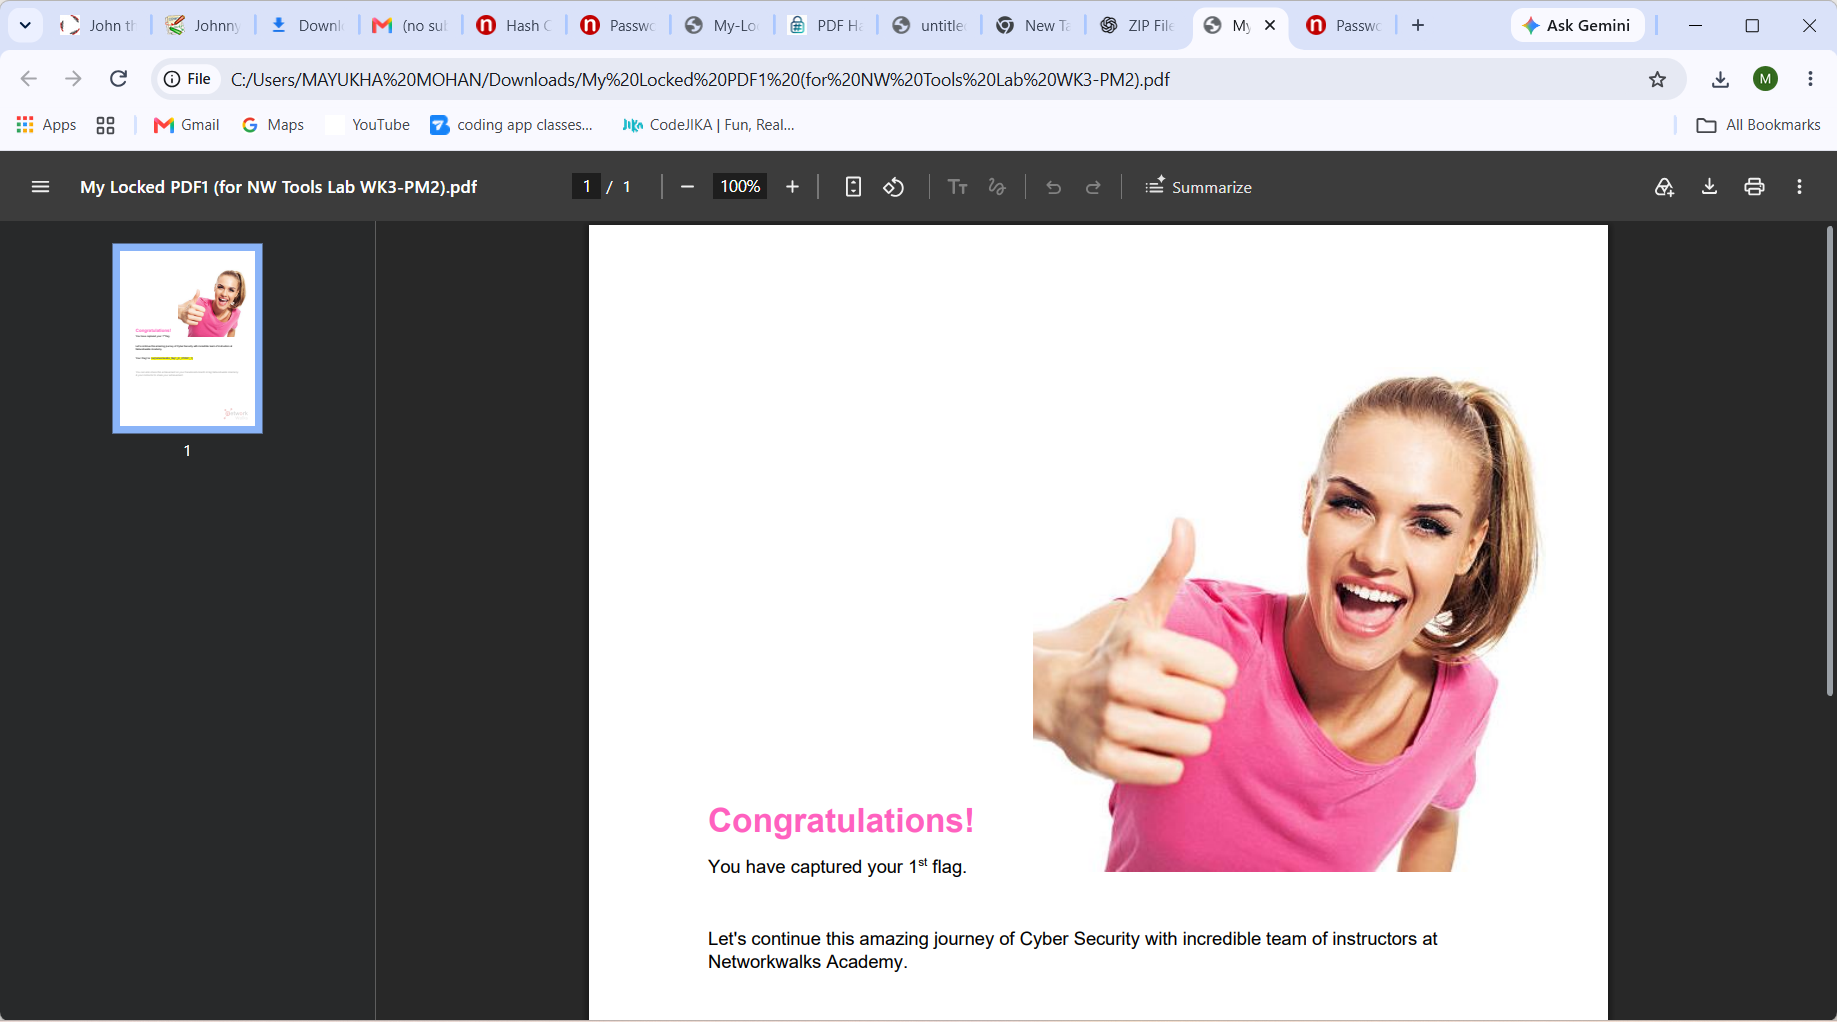 John th
Johnny
Downl
(no sub
Hash C
Passwo
My-Lo
PDF Ha
untitled
New Ta
ZIP File
My
Passwo
Ask Gemini
File
C:/Users/MAYUKHA%20MOHAN/Downloads/My%20Locked%20PDF1%20(for%20NW%20Tools%20Lab%20WK3-PM2).pdf
M
Apps
Gmail
Maps
YouTube
coding app classes...
CodeJIKA | Fun, Real...
All Bookmarks
My Locked PDF1 (for NW Tools Lab WK3-PM2).pdf
1 / 1
100%
Summarize
Congratulations!
1
Congratulations!
You have captured your 1st flag.
Let's continue this amazing journey of Cyber Security with incredible team of instructors at
Networkwalks Academy.